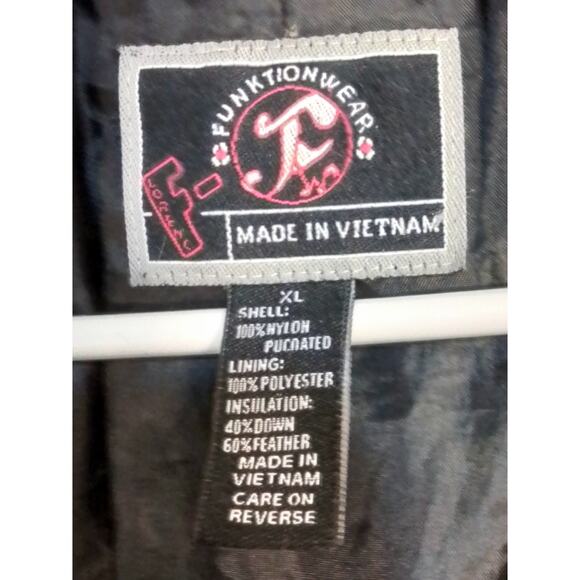 FUNKTIONWEAR
MADE IN VIETNAM
XL
SHELL:
100%NYLON
PUCOATED
LINING:
100% POLYESTER
INSULATION:
40%DOWN
60%FEATHER
MADE IN
VIETNAM
CARE ON
REVERSE